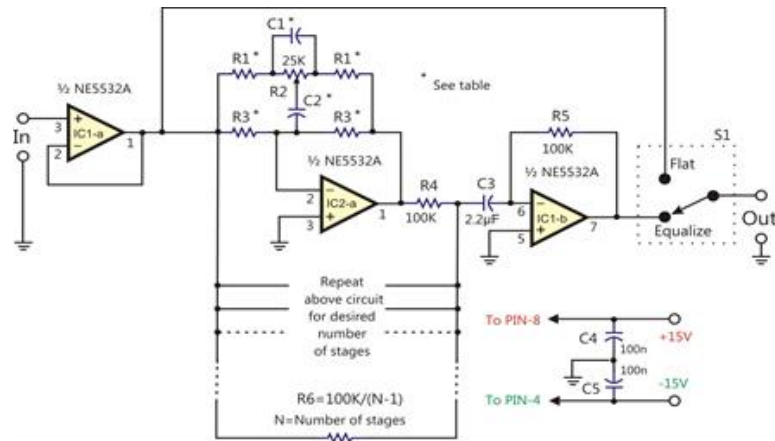 C1*
R1*
25K
R1*
R2
C2*
* See table
½ NE5532A
R3*
R3*
R5
100K
S1
In
3
+
IC1-a
−
2
1
½ NE5532A
½ NE5532A
Flat
R4
C3
2
−
IC2-a
3
+
1
100K
2.2µF
6
−
IC1-b
5
+
7
Equalize
Out
Repeat
above circuit
for desired
number
of stages
To PIN-8
+15V
C4
100n
100n
C5
To PIN-4
-15V
R6=100K/(N-1)
N=Number of stages